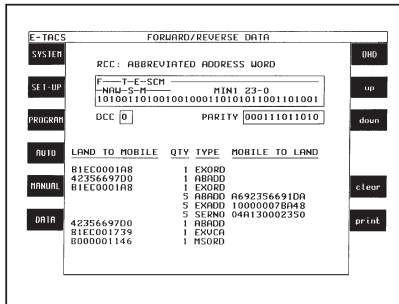 E-TACS FORWARD/REVERSE DATA
SYSTEM
SET-UP
PROGRAM
AUTO
MANUAL
DATA
RCC: ABBREVIATED ADDRESS WORD
F——T-E-SCM
-NAW-S-M—— MIN1 23-0
101001101001001000110101011001101001
DCC 0 PARITY 000111011010
LAND TO MOBILE QTY TYPE MOBILE TO LAND
B1EC0001A8 1 EXORD
42356697D0 1 ABADD
B1EC0001A8 1 EXORD
5 ABADD A692356691DA
5 EXADD 10000007BA48
5 SERNO 04A130002350
42356697D0 1 ABADD
81EC001739 1 EXVCA
B000001146 1 MSORD
OHD
up
down
clear
print